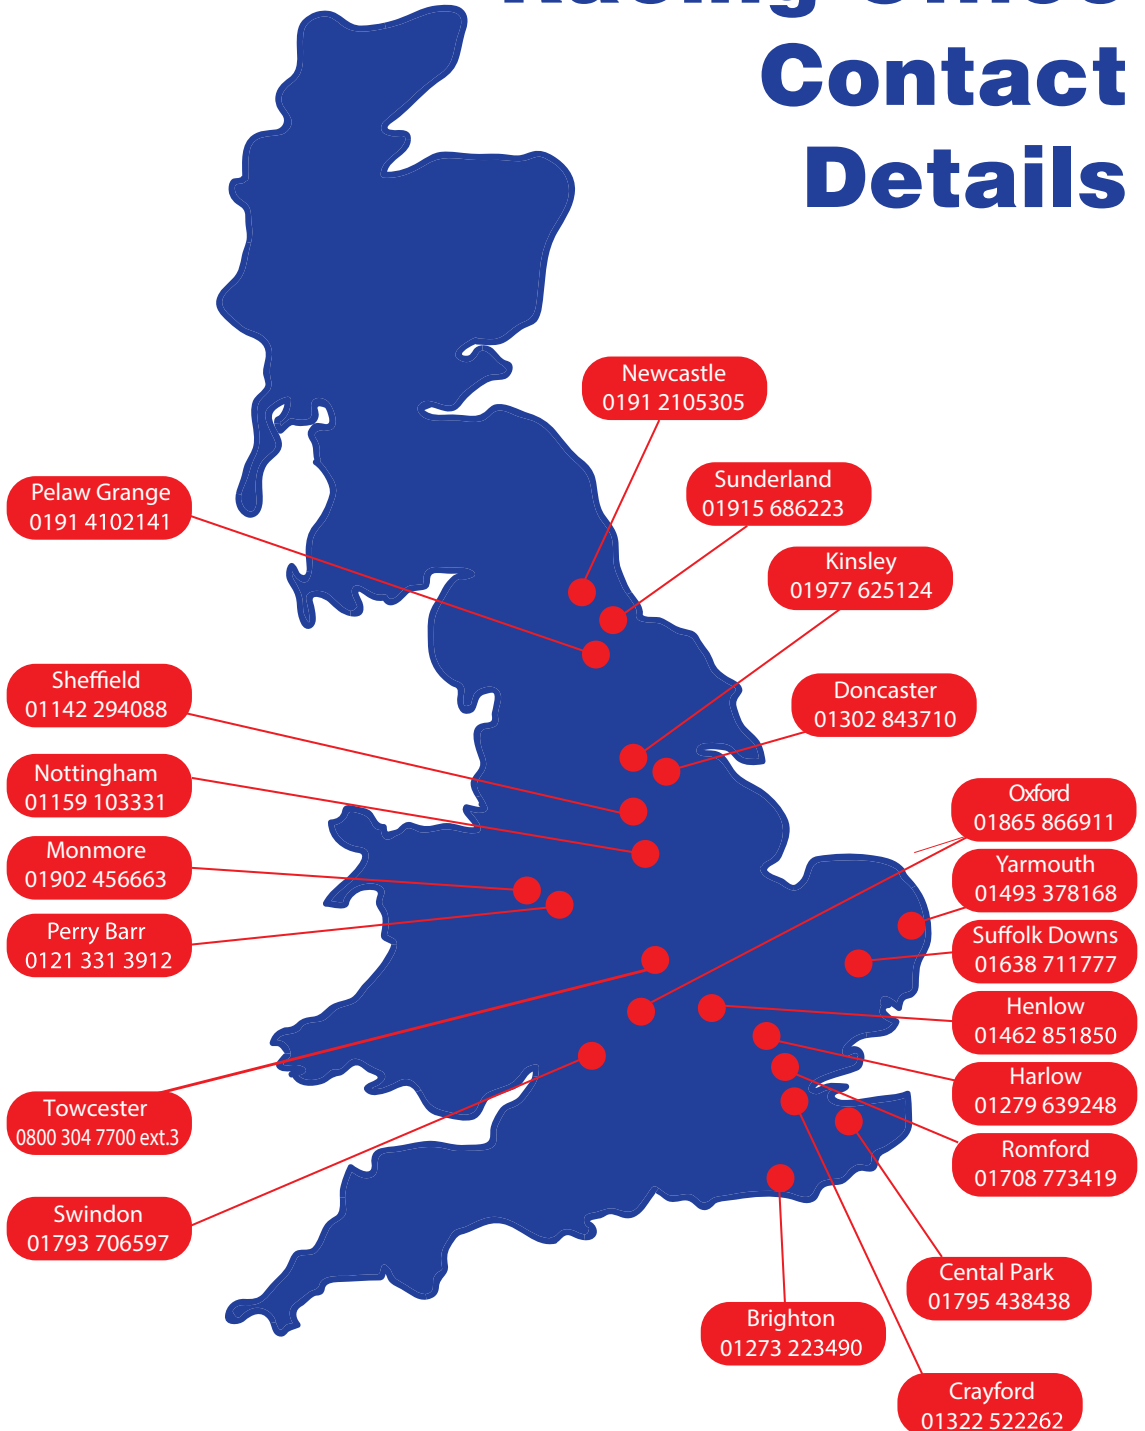 Racing Office
Contact
Details
Newcastle
0191 2105305
Sunderland
01915 686223
Pelaw Grange
0191 4102141
Kinsley
01977 625124
Sheffield
01142 294088
Doncaster
01302 843710
Nottingham
01159 103331
Oxford
01865 866911
Monmore
01902 456663
Yarmouth
01493 378168
Perry Barr
0121 331 3912
Suffolk Downs
01638 711777
Henlow
01462 851850
Harlow
01279 639248
Towcester
0800 304 7700 ext.3
Romford
01708 773419
Swindon
01793 706597
Cental Park
01795 438438
Brighton
01273 223490
Crayford
01322 522262